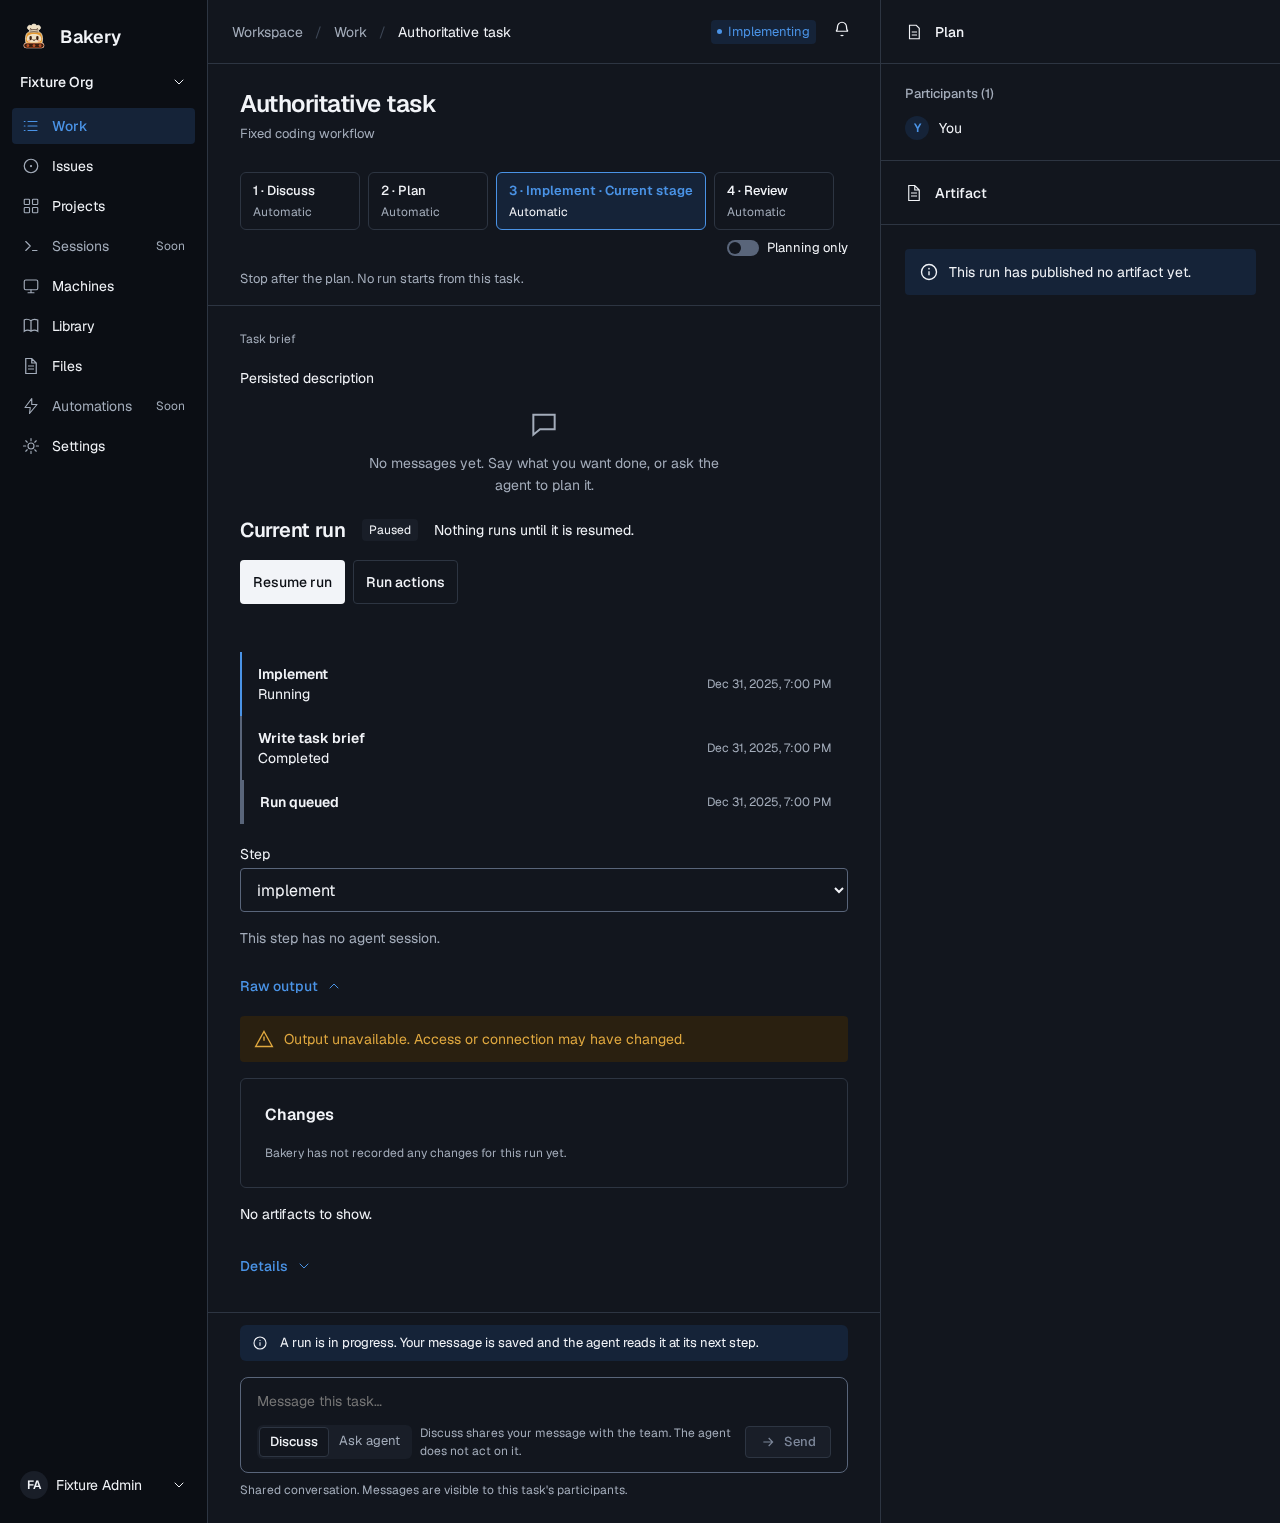 Bakery
Fixture Org
Work
Issues
Projects
Sessions Soon
Machines
Library
Files
Automations Soon
Settings
FA Fixture Admin
Workspace / Work / Authoritative task
Implementing
Authoritative task
Fixed coding workflow
1 · Discuss
Automatic
2 · Plan
Automatic
3 · Implement · Current stage
Automatic
4 · Review
Automatic
Planning only
Stop after the plan. No run starts from this task.
Task brief
Persisted description
No messages yet. Say what you want done, or ask the
agent to plan it.
Current run Paused Nothing runs until it is resumed.
Resume run Run actions
Implement
Running
Dec 31, 2025, 7:00 PM
Write task brief
Completed
Dec 31, 2025, 7:00 PM
Run queued
Dec 31, 2025, 7:00 PM
Step
implement
This step has no agent session.
Raw output
Output unavailable. Access or connection may have changed.
Changes
Bakery has not recorded any changes for this run yet.
No artifacts to show.
Details
A run is in progress. Your message is saved and the agent reads it at its next step.
Message this task...
Discuss Ask agent
Discuss shares your message with the team. The agent
does not act on it.
Send
Shared conversation. Messages are visible to this task's participants.
Plan
Participants (1)
Y You
Artifact
This run has published no artifact yet.